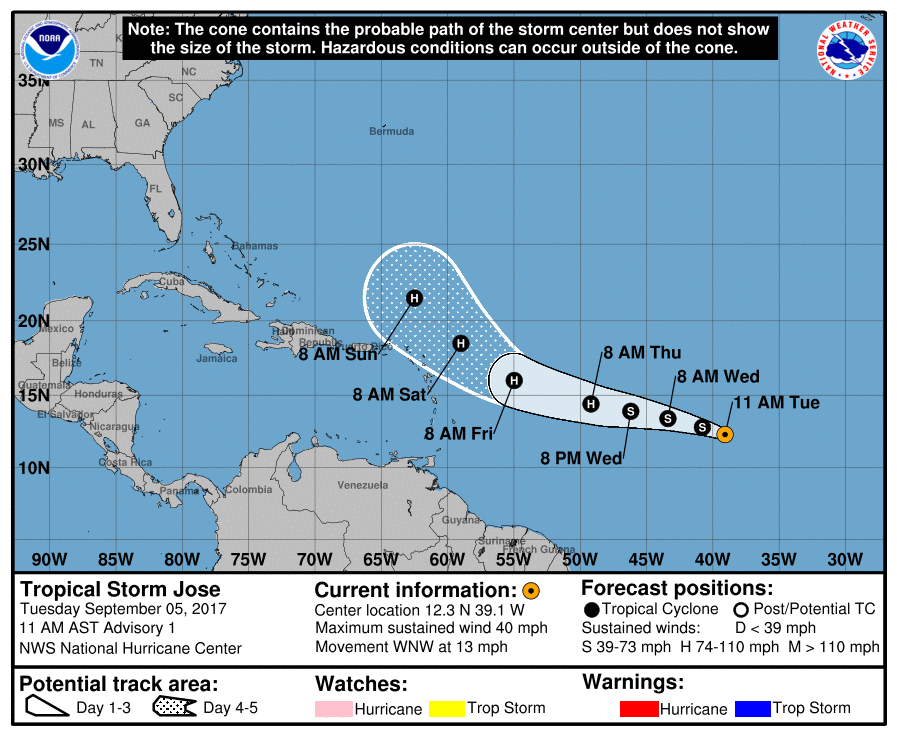 Note: The cone contains the probable path of the storm center but does not show
the size of the storm. Hazardous conditions can occur outside of the cone.
NOAA
NATIONAL WEATHER SERVICE
TN
NC
35N
SC
MS
AL
GA
Bermuda
30N
FL
25N
Bahamas
Cuba
20N
Mexico
Dominican
Republic
Puerto Rico
8 AM Sun
Jamaica
Belize
8 AM Thu
Guatemala
8 AM Wed
15N
Honduras
8 AM Sat
11 AM Tue
El Salvador
Nicaragua
8 AM Fri
8 PM Wed
Costa Rica
10N
Panama
Colombia
Venezuela
Guyana
Suriname
French Guiana
H
H
H
H
S
S
S
90W 85W 80W 75W 70W 65W 60W 55W 50W 45W 40W 35W 30W
Tropical Storm Jose
Tuesday September 05, 2017
11 AM AST Advisory 1
NWS National Hurricane Center
Current information:
Center location 12.3 N 39.1 W
Maximum sustained wind 40 mph
Movement WNW at 13 mph
Forecast positions:
Tropical Cyclone Post/Potential TC
Sustained winds: D < 39 mph
S 39-73 mph H 74-110 mph M > 110 mph
Potential track area:
Day 1-3 Day 4-5
Watches:
Hurricane Trop Storm
Warnings:
Hurricane Trop Storm